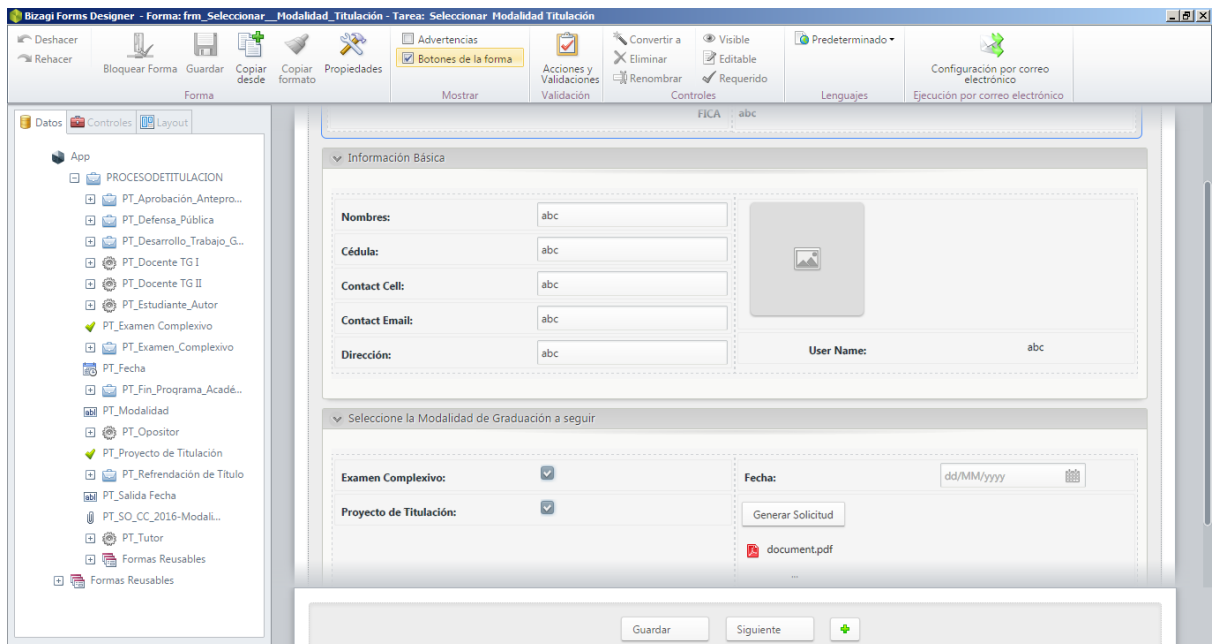 Bizagi Forms Designer - Forma: frm_Seleccionar__Modalidad_Titulación - Tarea: Seleccionar Modalidad Titulación
Deshacer
Rehacer
Bloquear Forma
Guardar
Copiar desde
Copiar formato
Propiedades
Forma
Advertencias
Botones de la forma
Mostrar
Acciones y Validaciones
Validación
Convertir a
Eliminar
Renombrar
Visible
Editable
Requerido
Controles
Predeterminado
Lenguajes
Configuración por correo electrónico
Ejecución por correo electrónico
Datos
Controles
Layout
App
PROCESODETITULACION
PT_Aprobación_Antepro...
PT_Defensa_Pública
PT_Desarrollo_Trabajo_G...
PT_Docente TG I
PT_Docente TG II
PT_Estudiante_Autor
PT_Examen Complexivo
PT_Examen_Complexivo
PT_Fecha
PT_Fin_Programa_Acadé...
PT_Modalidad
PT_Opositor
PT_Proyecto de Titulación
PT_Refrendación de Título
PT_Salida Fecha
PT_SO_CC_2016-Modali...
PT_Tutor
Formas Reusables
Formas Reusables
FICA abc
Información Básica
Nombres: abc
Cédula: abc
Contact Cell: abc
Contact Email: abc
Dirección: abc
User Name: abc
Seleccione la Modalidad de Graduación a seguir
Examen Complexivo:
Fecha: dd/MM/yyyy
Proyecto de Titulación:
Generar Solicitud
document.pdf
...
Guardar
Siguiente